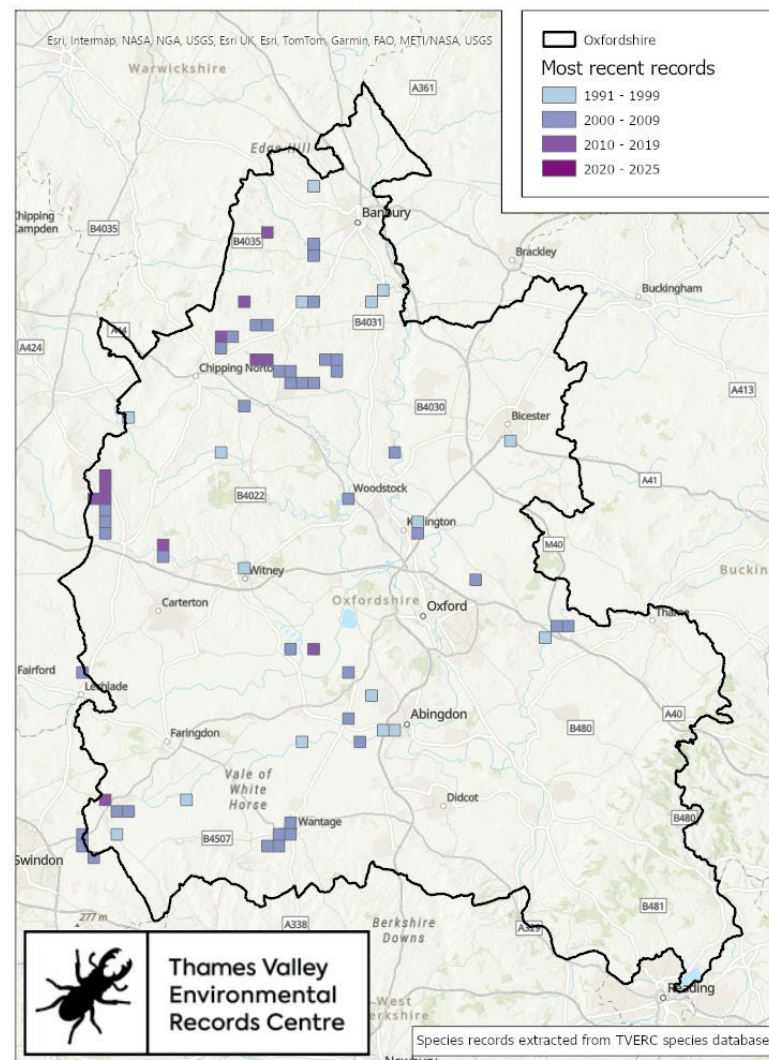 Esri, Intermap, NASA, NGA, USGS, Esri UK, Esri, TomTom, Garmin, FAO, METI/NASA, USGS
Oxfordshire
Most recent records
1991 - 1999
2000 - 2009
2010 - 2019
2020 - 2025
Warwickshire
A361
Edge Hill
Chipping
Campden
B4035
Banbury
B4035
Brackley
Buckingham
A44
B4031
A424
Chipping Norton
A413
B4030
Bicester
A41
Woodstock
B4022
Kidlington
M40
Witney
Bucking
Carterton
Oxfordshire
Oxford
Thame
Fairford
Lechlade
A40
Abingdon
B480
Faringdon
Vale of
White
Horse
Didcot
B480
Wantage
B4507
Swindon
B481
277 m
A338
Berkshire
Downs
A329
Reading
West
Berkshire
Thames Valley
Environmental
Records Centre
Species records extracted from TVERC species database
Newbury